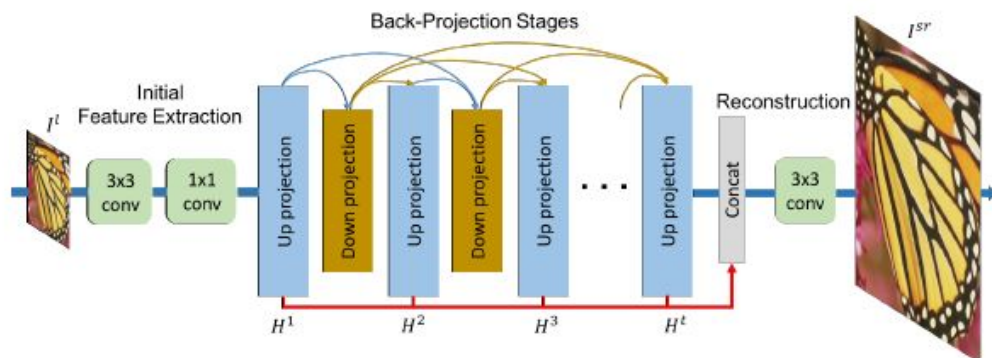 Back-Projection Stages
Initial
Feature Extraction
Reconstruction
I^l
I^sr
3x3
conv
1x1
conv
Up projection
Down projection
Up projection
Down projection
Up projection
. . .
Up projection
Concat
3x3
conv
H^1
H^2
H^3
H^t